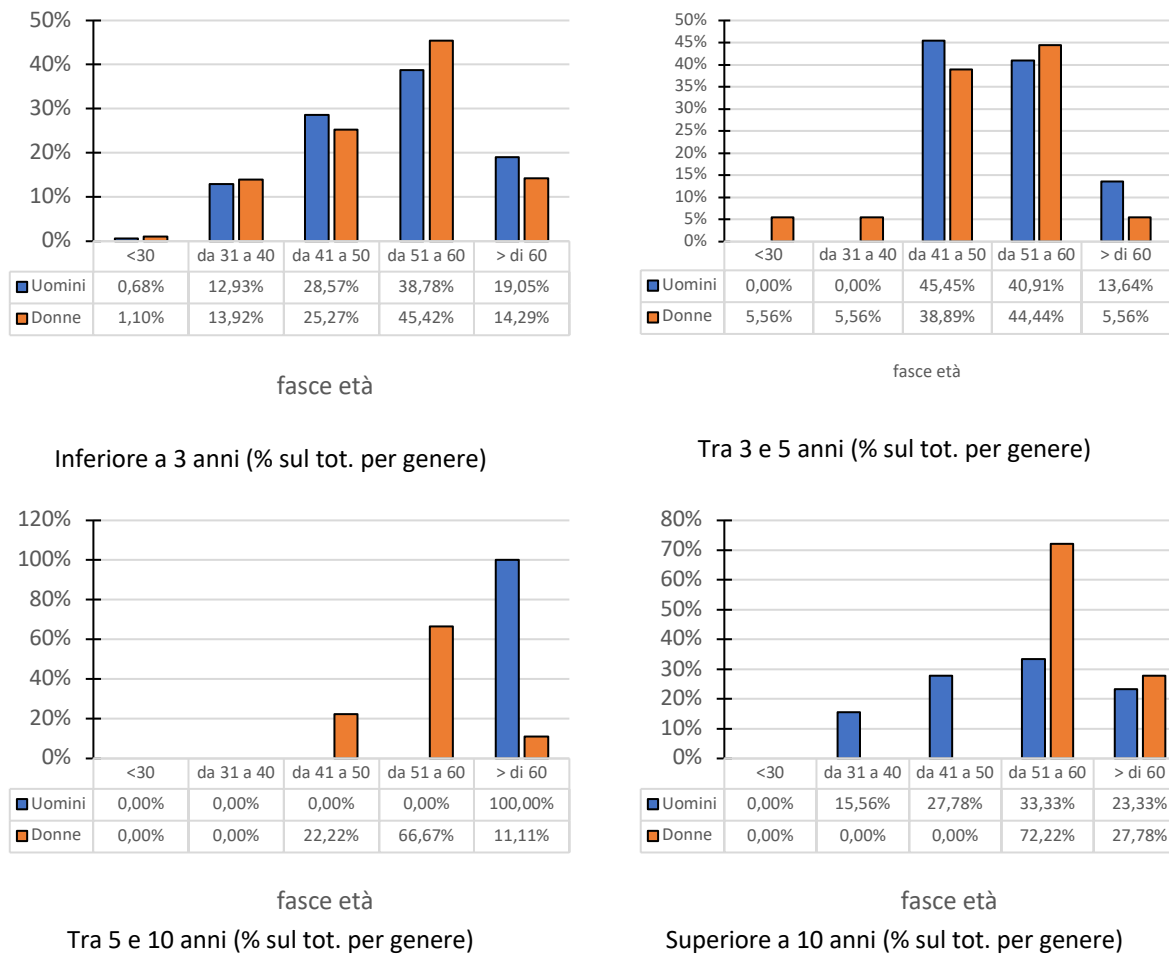 50%
40%
30%
20%
10%
0%
<30 da 31 a 40 da 41 a 50 da 51 a 60 > di 60
Uomini 0,68% 12,93% 28,57% 38,78% 19,05%
Donne 1,10% 13,92% 25,27% 45,42% 14,29%
fasce età
Inferiore a 3 anni (% sul tot. per genere)
50%
45%
40%
35%
30%
25%
20%
15%
10%
5%
0%
<30 da 31 a 40 da 41 a 50 da 51 a 60 > di 60
Uomini 0,00% 0,00% 45,45% 40,91% 13,64%
Donne 5,56% 5,56% 38,89% 44,44% 5,56%
fasce età
Tra 3 e 5 anni (% sul tot. per genere)
120%
100%
80%
60%
40%
20%
0%
<30 da 31 a 40 da 41 a 50 da 51 a 60 > di 60
Uomini 0,00% 0,00% 0,00% 0,00% 100,00%
Donne 0,00% 0,00% 22,22% 66,67% 11,11%
fasce età
Tra 5 e 10 anni (% sul tot. per genere)
80%
70%
60%
50%
40%
30%
20%
10%
0%
<30 da 31 a 40 da 41 a 50 da 51 a 60 > di 60
Uomini 0,00% 15,56% 27,78% 33,33% 23,33%
Donne 0,00% 0,00% 0,00% 72,22% 27,78%
fasce età
Superiore a 10 anni (% sul tot. per genere)